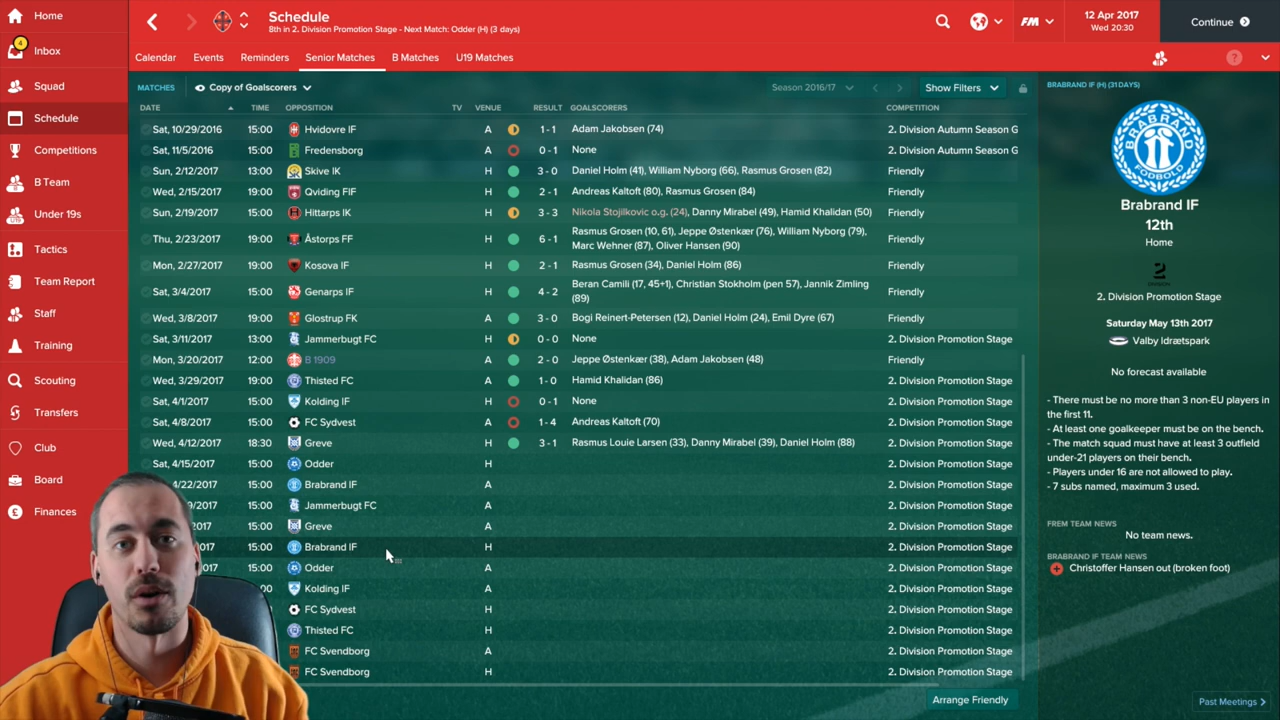 Home
Schedule
8th in 2. Division Promotion Stage - Next Match: Odder (H) (3 days)
FM
12 Apr 2017
Wed 20:30
Continue
4
Inbox
Calendar Events Reminders Senior Matches B Matches U19 Matches
?
Squad
Schedule
Competitions
B Team
Under 19s
Tactics
Team Report
Staff
Training
Scouting
Transfers
Club
Board
Finances
MATCHES Copy of Goalscorers Season 2016/17 Show Filters
DATE TIME OPPOSITION TV VENUE RESULT GOALSCORERS COMPETITION
Sat, 10/29/2016 15:00 Hvidovre IF A 1 - 1 Adam Jakobsen (74) 2. Division Autumn Season G
Sat, 11/5/2016 15:00 Fredensborg A 0 - 1 None 2. Division Autumn Season G
Sun, 2/12/2017 13:00 Skive IK H 3 - 0 Daniel Holm (41), William Nyborg (66), Rasmus Grosen (82) Friendly
Wed, 2/15/2017 19:00 Qviding FIF H 2 - 1 Andreas Kaltoft (80), Rasmus Grosen (84) Friendly
Sun, 2/19/2017 15:00 Hittarps IK H 3 - 3 Nikola Stojilkovic o.g. (24), Danny Mirabel (49), Hamid Khalidan (50) Friendly
Thu, 2/23/2017 19:00 Åstorps FF H 6 - 1 Rasmus Grosen (10, 61), Jeppe Østenkær (76), William Nyborg (79),
Marc Wehner (87), Oliver Hansen (90) Friendly
Mon, 2/27/2017 19:00 Kosova IF H 2 - 1 Rasmus Grosen (34), Daniel Holm (86) Friendly
Sat, 3/4/2017 15:00 Genarps IF H 4 - 2 Beran Camili (17, 45+1), Christian Stokholm (pen 57), Jannik Zimling
(89) Friendly
Wed, 3/8/2017 19:00 Glostrup FK A 3 - 0 Bogi Reinert-Petersen (12), Daniel Holm (24), Emil Dyre (67) Friendly
Sat, 3/11/2017 13:00 Jammerbugt FC H 0 - 0 None 2. Division Promotion Stage
Mon, 3/20/2017 12:00 B 1909 A 2 - 0 Jeppe Østenkær (38), Adam Jakobsen (48) Friendly
Wed, 3/29/2017 19:00 Thisted FC A 1 - 0 Hamid Khalidan (86) 2. Division Promotion Stage
Sat, 4/1/2017 15:00 Kolding IF H 0 - 1 None 2. Division Promotion Stage
Sat, 4/8/2017 15:00 FC Sydvest A 1 - 4 Andreas Kaltoft (70) 2. Division Promotion Stage
Wed, 4/12/2017 18:30 Greve H 3 - 1 Rasmus Louie Larsen (33), Danny Mirabel (39), Daniel Holm (88) 2. Division Promotion Stage
Sat, 4/15/2017 15:00 Odder H 2. Division Promotion Stage
4/22/2017 15:00 Brabrand IF A 2. Division Promotion Stage
9/2017 15:00 Jammerbugt FC A 2. Division Promotion Stage
2017 15:00 Greve A 2. Division Promotion Stage
2017 15:00 Brabrand IF H 2. Division Promotion Stage
017 15:00 Odder A 2. Division Promotion Stage
Kolding IF A 2. Division Promotion Stage
FC Sydvest H 2. Division Promotion Stage
Thisted FC H 2. Division Promotion Stage
FC Svendborg A 2. Division Promotion Stage
FC Svendborg H 2. Division Promotion Stage
Arrange Friendly
BRABRAND IF (H) (31 DAYS)
BRABRAND
FODBOLD
Brabrand IF
12th
Home
2
DIVISION
2. Division Promotion Stage
Saturday May 13th 2017
Valby Idrætspark
No forecast available
- There must be no more than 3 non-EU players in
the first 11.
- At least one goalkeeper must be on the bench.
- The match squad must have at least 3 outfield
under-21 players on their bench.
- Players under 16 are not allowed to play.
- 7 subs named, maximum 3 used.
FREM TEAM NEWS
No team news.
BRABRAND IF TEAM NEWS
Christoffer Hansen out (broken foot)
Past Meetings >